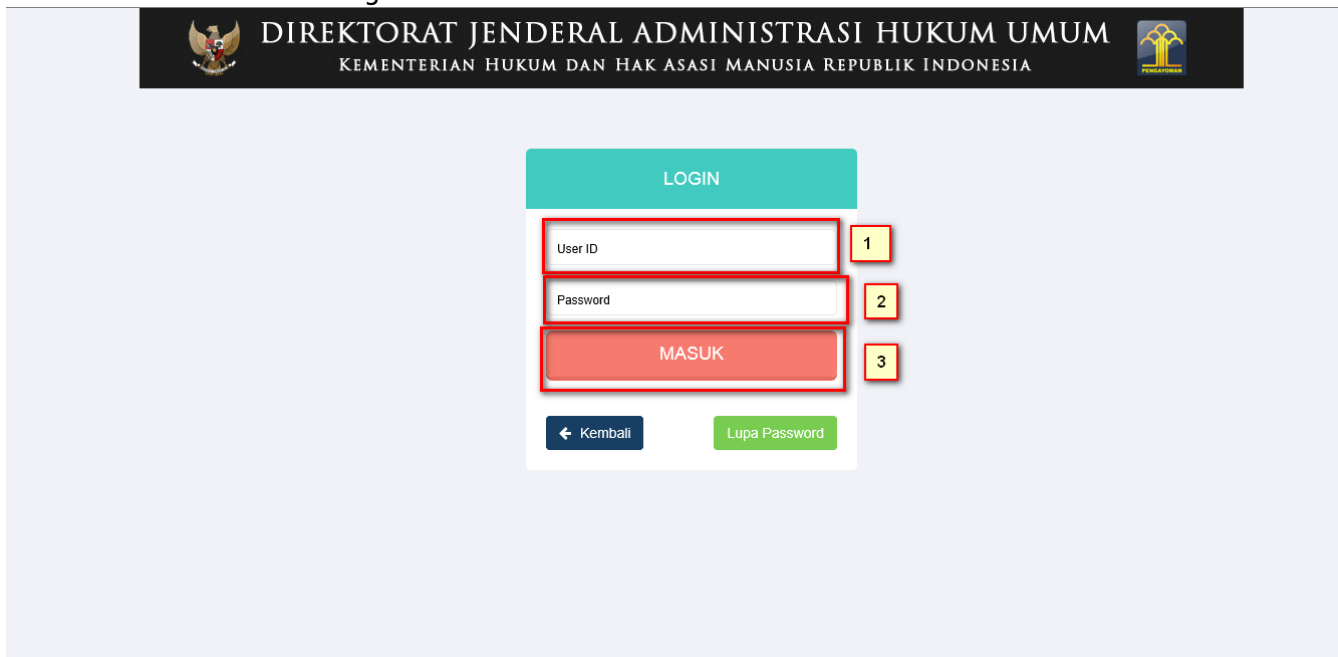 DIREKTORAT JENDERAL ADMINISTRASI HUKUM UMUM
KEMENTERIAN HUKUM DAN HAK ASASI MANUSIA REPUBLIK INDONESIA
PENGAYOMAN
LOGIN
User ID
1
Password
2
MASUK
3
Kembali
Lupa Password